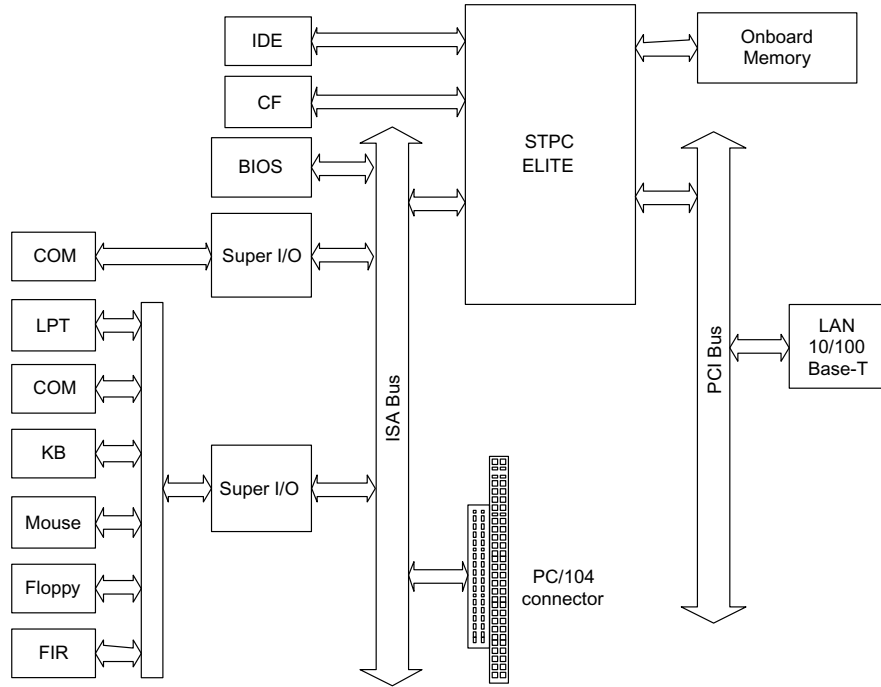 IDE
Onboard
Memory
CF
STPC
ELITE
BIOS
COM
Super I/O
LPT
LAN
10/100
Base-T
COM
ISA Bus
PCI Bus
KB
Super I/O
Mouse
Floppy
PC/104
connector
FIR